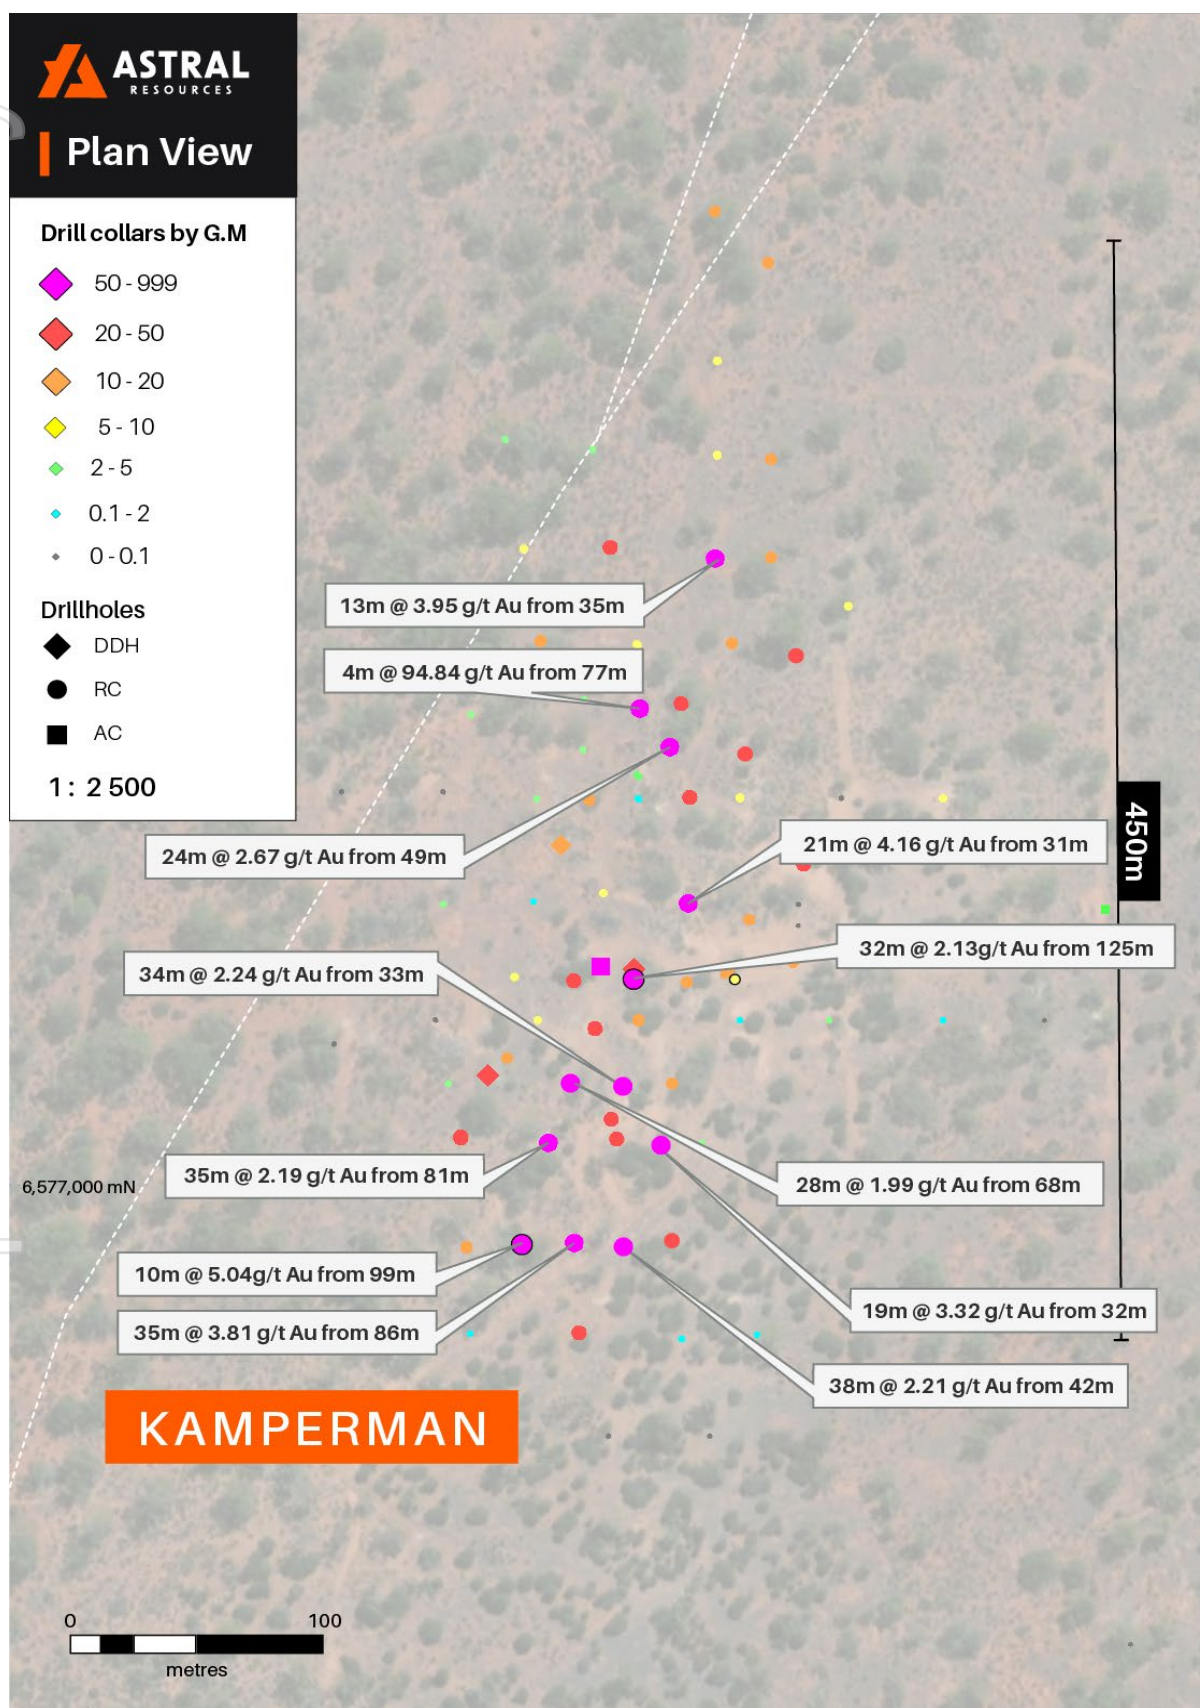 ASTRAL
RESOURCES
Plan View
Drill collars by G.M
50 - 999
20 - 50
10 - 20
5 - 10
2 - 5
0.1 - 2
0 - 0.1
Drillholes
DDH
RC
AC
1: 2 500
13m @ 3.95 g/t Au from 35m
4m @ 94.84 g/t Au from 77m
24m @ 2.67 g/t Au from 49m
21m @ 4.16 g/t Au from 31m
450m
32m @ 2.13g/t Au from 125m
34m @ 2.24 g/t Au from 33m
35m @ 2.19 g/t Au from 81m
28m @ 1.99 g/t Au from 68m
6,577,000 mN
10m @ 5.04g/t Au from 99m
19m @ 3.32 g/t Au from 32m
35m @ 3.81 g/t Au from 86m
38m @ 2.21 g/t Au from 42m
KAMPERMAN
0 100
metres